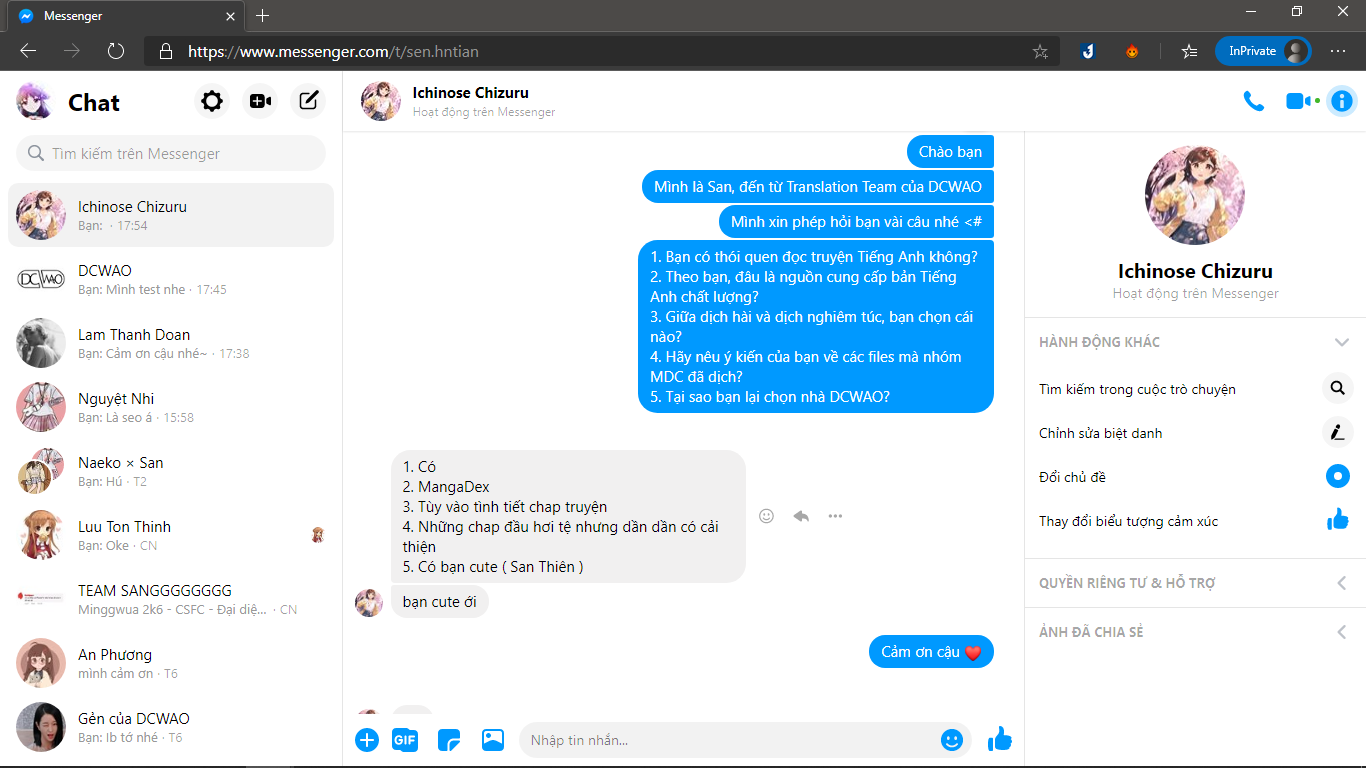 Messenger
https://www.messenger.com/t/sen.hntian
InPrivate
Chat
Tìm kiếm trên Messenger
Ichinose Chizuru
Bạn: · 17:54
DCWAO
DCWAO
Bạn: Mình test nhe · 17:45
Lam Thanh Doan
Bạn: Cảm ơn cậu nhé~ · 17:38
Nguyệt Nhi
Bạn: Là seo á · 15:58
Naeko × San
Bạn: Hú · T2
Luu Ton Thinh
Bạn: Oke · CN
TEAM SANGGGGGGGG
Minggwua 2k6 - CSFC - Đại diệ... · CN
An Phương
mình cảm ơn · T6
Gẻn của DCWAO
Bạn: Ib tớ nhé · T6
Ichinose Chizuru
Hoạt động trên Messenger
Chào bạn
Mình là San, đến từ Translation Team của DCWAO
Mình xin phép hỏi bạn vài câu nhé <#
1. Bạn có thói quen đọc truyện Tiếng Anh không?
2. Theo bạn, đâu là nguồn cung cấp bản Tiếng
Anh chất lượng?
3. Giữa dịch hài và dịch nghiêm túc, bạn chọn cái
nào?
4. Hãy nêu ý kiến của bạn về các files mà nhóm
MDC đã dịch?
5. Tại sao bạn lại chọn nhà DCWAO?
1. Có
2. MangaDex
3. Tùy vào tình tiết chap truyện
4. Những chap đầu hơi tệ nhưng dần dần có cải
thiện
5. Có bạn cute ( San Thiên )
bạn cute ới
Cảm ơn cậu ❤
GIF
Nhập tin nhắn...
Ichinose Chizuru
Hoạt động trên Messenger
HÀNH ĐỘNG KHÁC
Tìm kiếm trong cuộc trò chuyện
Chỉnh sửa biệt danh
Đổi chủ đề
Thay đổi biểu tượng cảm xúc
QUYỀN RIÊNG TƯ & HỖ TRỢ
ẢNH ĐÃ CHIA SẺ